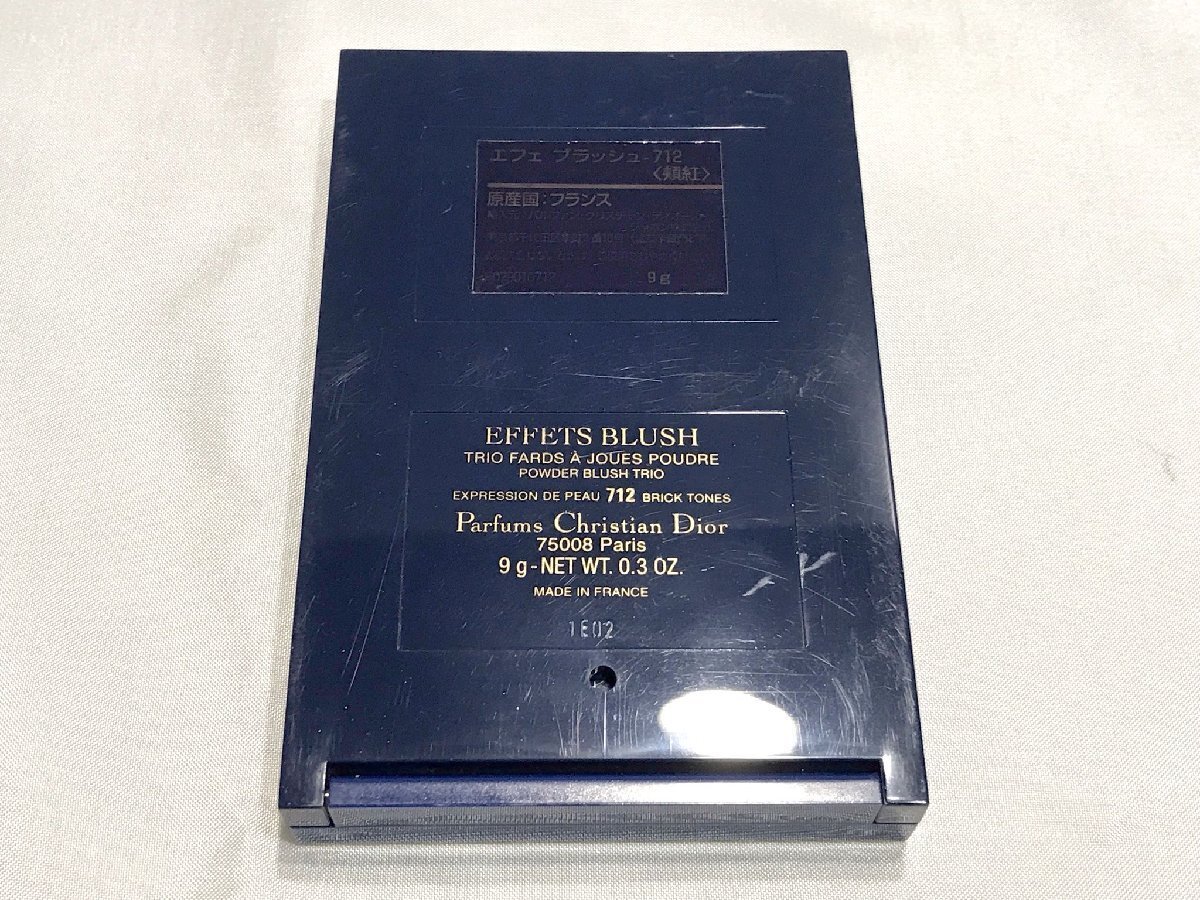 エフェ ブラッシュ-712
〈頬紅〉
原産国:フランス
9g
EFFETS BLUSH
TRIO FARDS À JOUES POUDRE
POWDER BLUSH TRIO
EXPRESSION DE PEAU 712 BRICK TONES
Parfums Christian Dior
75008 Paris
9 g-NET WT. 0.3 OZ.
MADE IN FRANCE
1E02